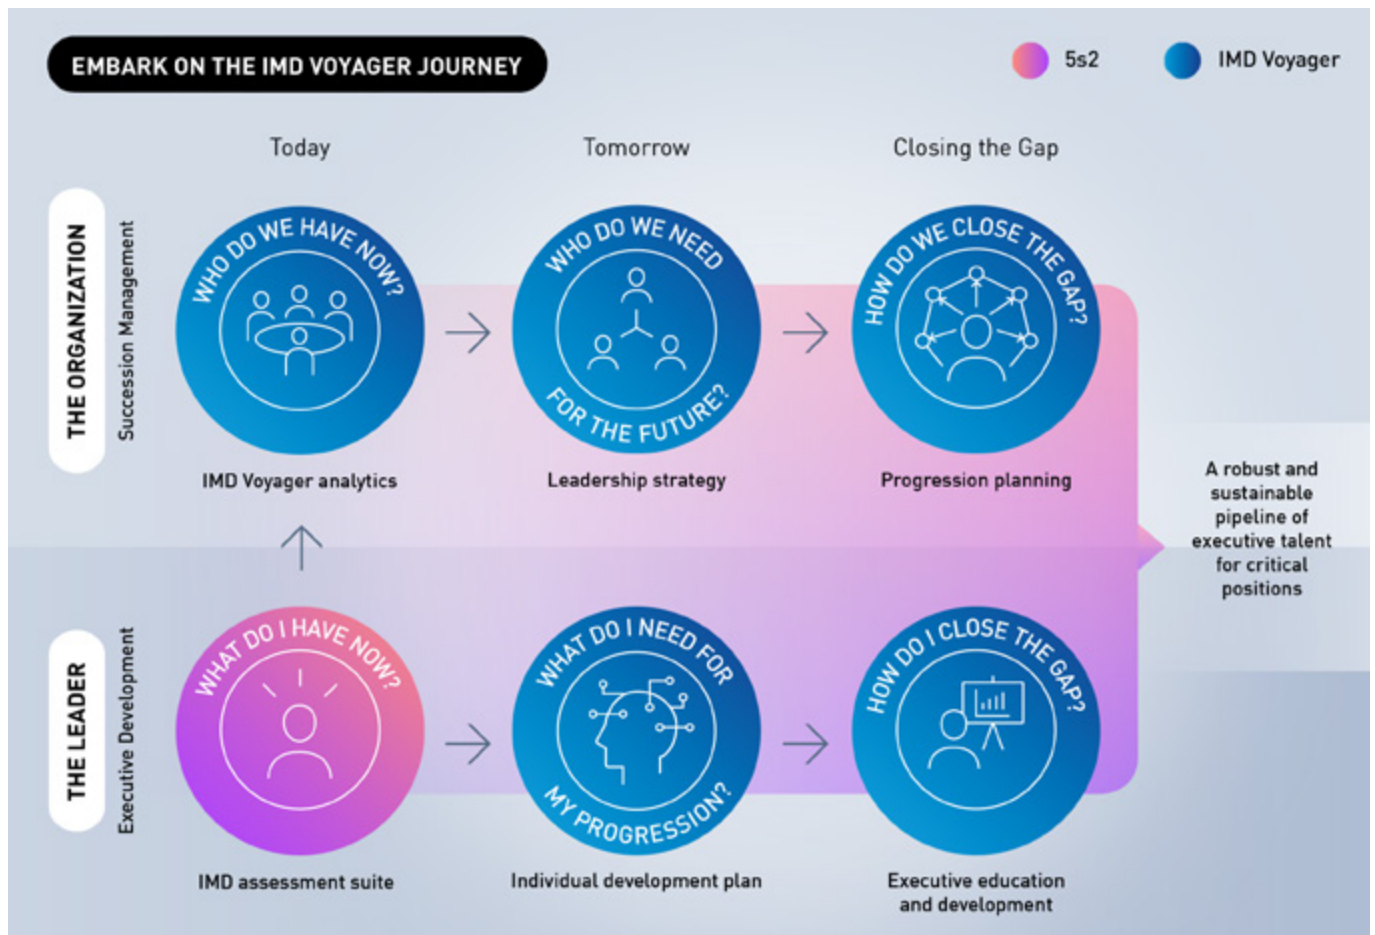 EMBARK ON THE IMD VOYAGER JOURNEY
5s2
IMD Voyager
Today
Tomorrow
Closing the Gap
THE ORGANIZATION
Succession Management
WHO DO WE HAVE NOW?
WHO DO WE NEED
FOR THE FUTURE?
HOW DO WE CLOSE THE GAP?
IMD Voyager analytics
Leadership strategy
Progression planning
A robust and
sustainable
pipeline of
executive talent
for critical
positions
THE LEADER
Executive Development
WHAT DO I HAVE NOW?
WHAT DO I NEED FOR
MY PROGRESSION?
HOW DO I CLOSE THE GAP?
IMD assessment suite
Individual development plan
Executive education
and development